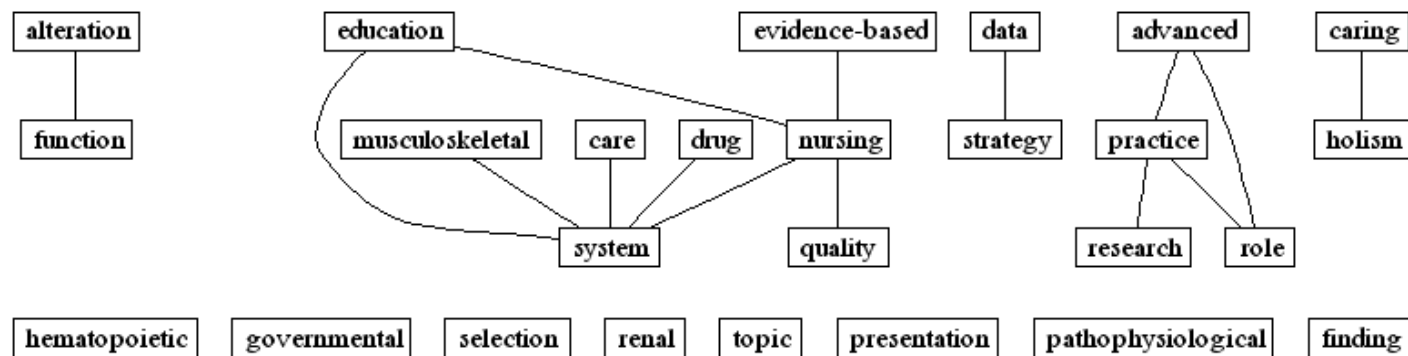 alteration education evidence-based data advanced caring
function musculoskeletal care drug nursing strategy practice holism
system quality research role
hematopoietic governmental selection renal topic presentation pathophysiological finding